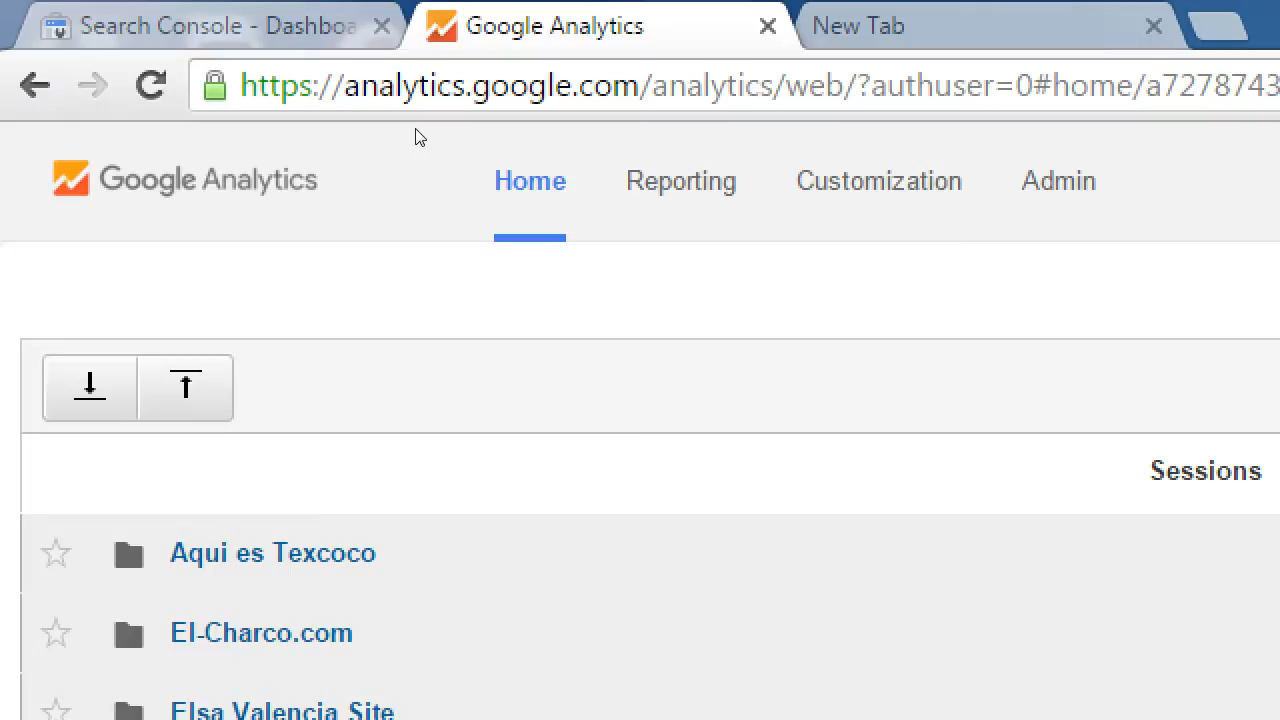 Search Console - Dashboa
Google Analytics
New Tab
https://analytics.google.com/analytics/web/?authuser=0#home/a7278743
Google Analytics
Home
Reporting
Customization
Admin
Sessions
Aqui es Texcoco
El-Charco.com
Elsa Valencia Site